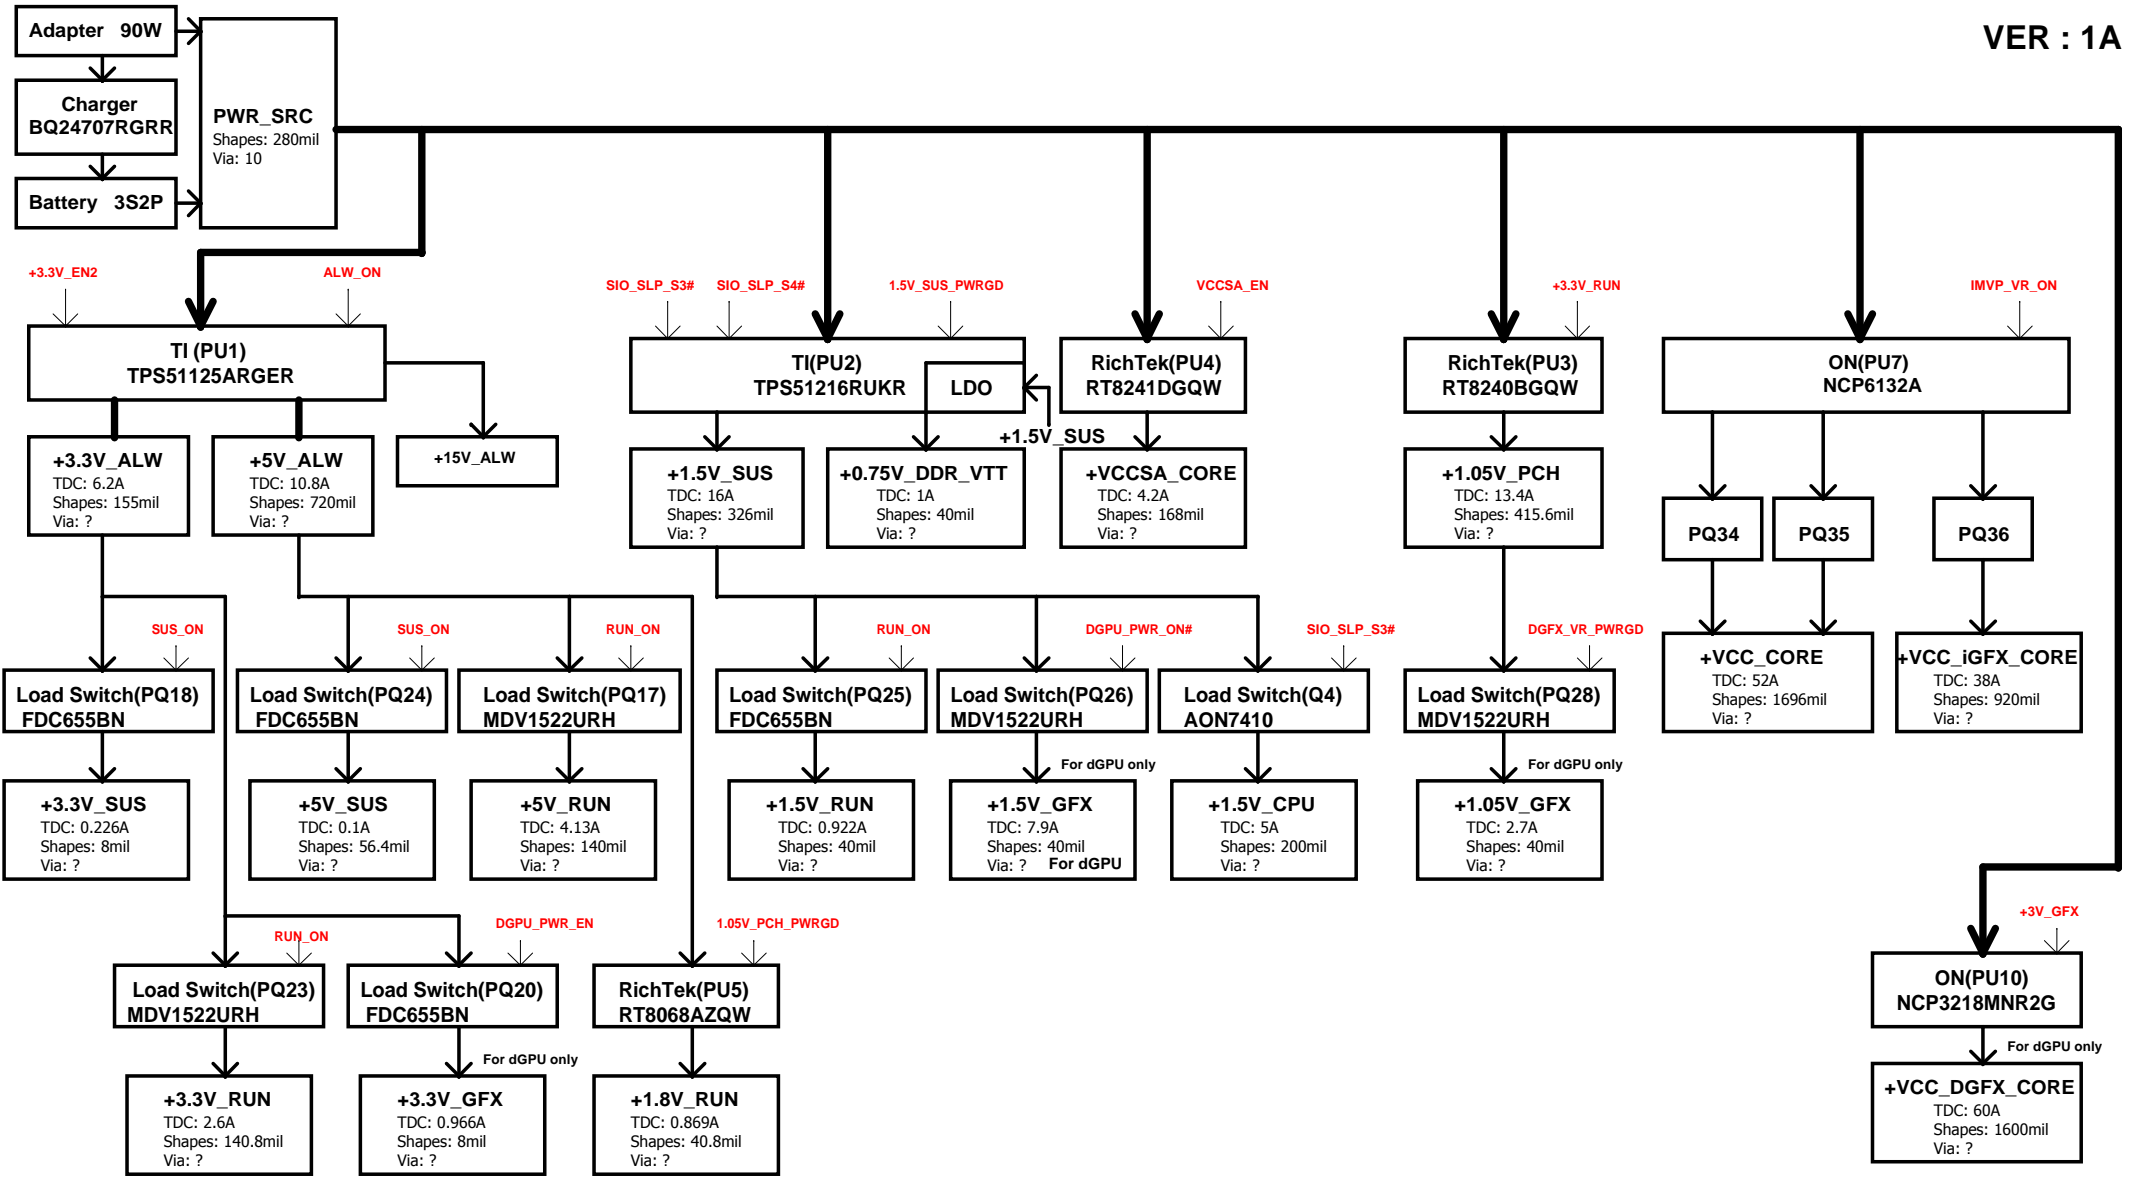 VER : 1A
Adapter 90W
Charger
BQ24707RGRR
Battery 3S2P
PWR_SRC
Shapes: 280mil
Via: 10
+3.3V_EN2
ALW_ON
TI (PU1)
TPS51125ARGER
+3.3V_ALW
TDC: 6.2A
Shapes: 155mil
Via: ?
+5V_ALW
TDC: 10.8A
Shapes: 720mil
Via: ?
+15V_ALW
SIO_SLP_S3#
SIO_SLP_S4#
1.5V_SUS_PWRGD
TI(PU2)
TPS51216RUKR
LDO
+1.5V_SUS
+1.5V_SUS
TDC: 16A
Shapes: 326mil
Via: ?
+0.75V_DDR_VTT
TDC: 1A
Shapes: 40mil
Via: ?
VCCSA_EN
RichTek(PU4)
RT8241DGQW
+VCCSA_CORE
TDC: 4.2A
Shapes: 168mil
Via: ?
+3.3V_RUN
RichTek(PU3)
RT8240BGQW
+1.05V_PCH
TDC: 13.4A
Shapes: 415.6mil
Via: ?
IMVP_VR_ON
ON(PU7)
NCP6132A
PQ34
PQ35
PQ36
+VCC_CORE
TDC: 52A
Shapes: 1696mil
Via: ?
+VCC_iGFX_CORE
TDC: 38A
Shapes: 920mil
Via: ?
SUS_ON
Load Switch(PQ18)
FDC655BN
+3.3V_SUS
TDC: 0.226A
Shapes: 8mil
Via: ?
SUS_ON
Load Switch(PQ24)
FDC655BN
+5V_SUS
TDC: 0.1A
Shapes: 56.4mil
Via: ?
RUN_ON
Load Switch(PQ17)
MDV1522URH
+5V_RUN
TDC: 4.13A
Shapes: 140mil
Via: ?
RUN_ON
Load Switch(PQ25)
FDC655BN
+1.5V_RUN
TDC: 0.922A
Shapes: 40mil
Via: ?
DGPU_PWR_ON#
Load Switch(PQ26)
MDV1522URH
For dGPU only
+1.5V_GFX
TDC: 7.9A
Shapes: 40mil
Via: ? For dGPU
SIO_SLP_S3#
Load Switch(Q4)
AON7410
+1.5V_CPU
TDC: 5A
Shapes: 200mil
Via: ?
DGFX_VR_PWRGD
Load Switch(PQ28)
MDV1522URH
For dGPU only
+1.05V_GFX
TDC: 2.7A
Shapes: 40mil
Via: ?
RUN_ON
Load Switch(PQ23)
MDV1522URH
+3.3V_RUN
TDC: 2.6A
Shapes: 140.8mil
Via: ?
DGPU_PWR_EN
Load Switch(PQ20)
FDC655BN
For dGPU only
+3.3V_GFX
TDC: 0.966A
Shapes: 8mil
Via: ?
1.05V_PCH_PWRGD
RichTek(PU5)
RT8068AZQW
+1.8V_RUN
TDC: 0.869A
Shapes: 40.8mil
Via: ?
+3V_GFX
ON(PU10)
NCP3218MNR2G
For dGPU only
+VCC_DGFX_CORE
TDC: 60A
Shapes: 1600mil
Via: ?